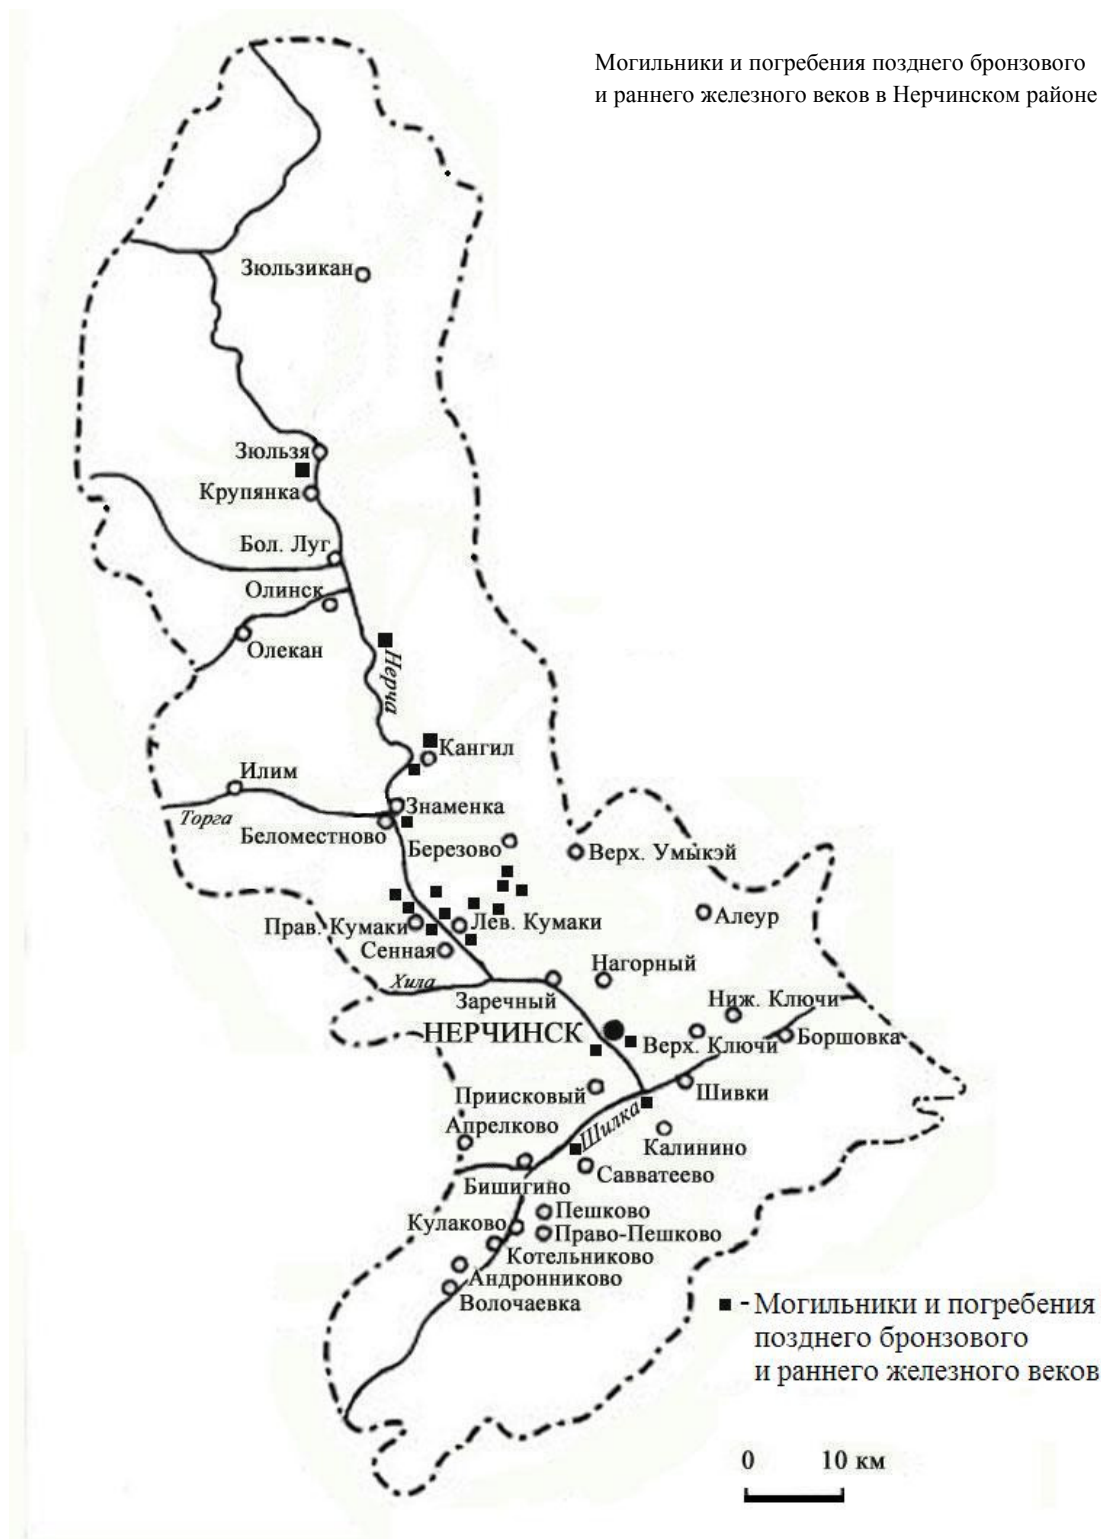 Могильники и погребения позднего бронзового
и раннего железного веков в Нерчинском районе
Зюльзикан
Зюльзя
Крупянка
Бол. Луг
Олинск
Олекан
Нерча
Кангил
Илим
Знаменка
Торга
Беломестново
Березово
Верх. Умыкэй
Алеур
Прав. Кумаки
Лев. Кумаки
Сенная
Нагорный
Хила
Заречный
Ниж. Ключи
НЕРЧИНСК
Верх. Ключи
Боршовка
Приисковый
Шивки
Апрелково
Шилка
Калинино
Савватеево
Бишигино
Пешково
Кулаково
Право-Пешково
Котельниково
Андронниково
Волочаевка
- Могильники и погребения
позднего бронзового
и раннего железного веков
0 10 км